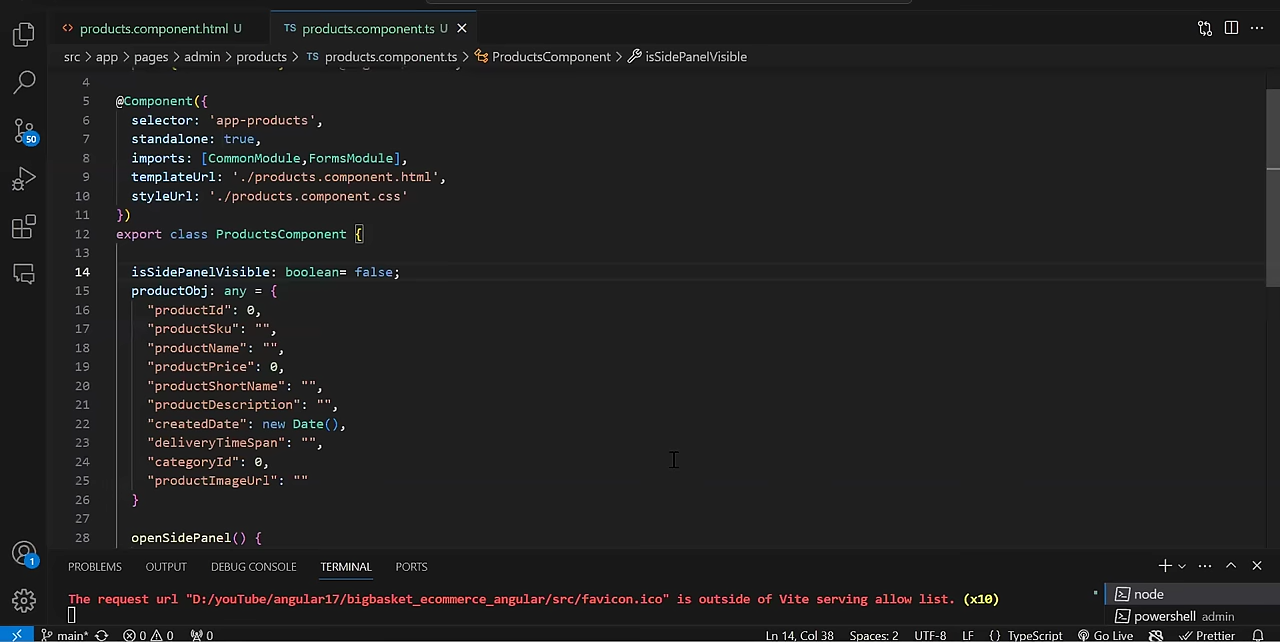 products.component.html U
TS products.component.ts U
src > app > pages > admin > products > TS products.component.ts > ProductsComponent > isSidePanelVisible
4
5 @Component({
6 selector: 'app-products',
7 standalone: true,
8 imports: [CommonModule,FormsModule],
9 templateUrl: './products.component.html',
10 styleUrl: './products.component.css'
11 })
12 export class ProductsComponent {
13
14 isSidePanelVisible: boolean= false;
15 productObj: any = {
16 "productId": 0,
17 "productSku": "",
18 "productName": "",
19 "productPrice": 0,
20 "productShortName": "",
21 "productDescription": "",
22 "createdDate": new Date(),
23 "deliveryTimeSpan": "",
24 "categoryId": 0,
25 "productImageUrl": ""
26 }
27
28 openSidePanel() {
50
1
PROBLEMS OUTPUT DEBUG CONSOLE TERMINAL PORTS
The request url "D:/youTube/angular17/bigbasket_ecommerce_angular/src/favicon.ico" is outside of Vite serving allow list. (x10)
node
powershell admin
main* 0 0 0 Ln 14, Col 38 Spaces: 2 UTF-8 LF {} TypeScript Go Live Prettier